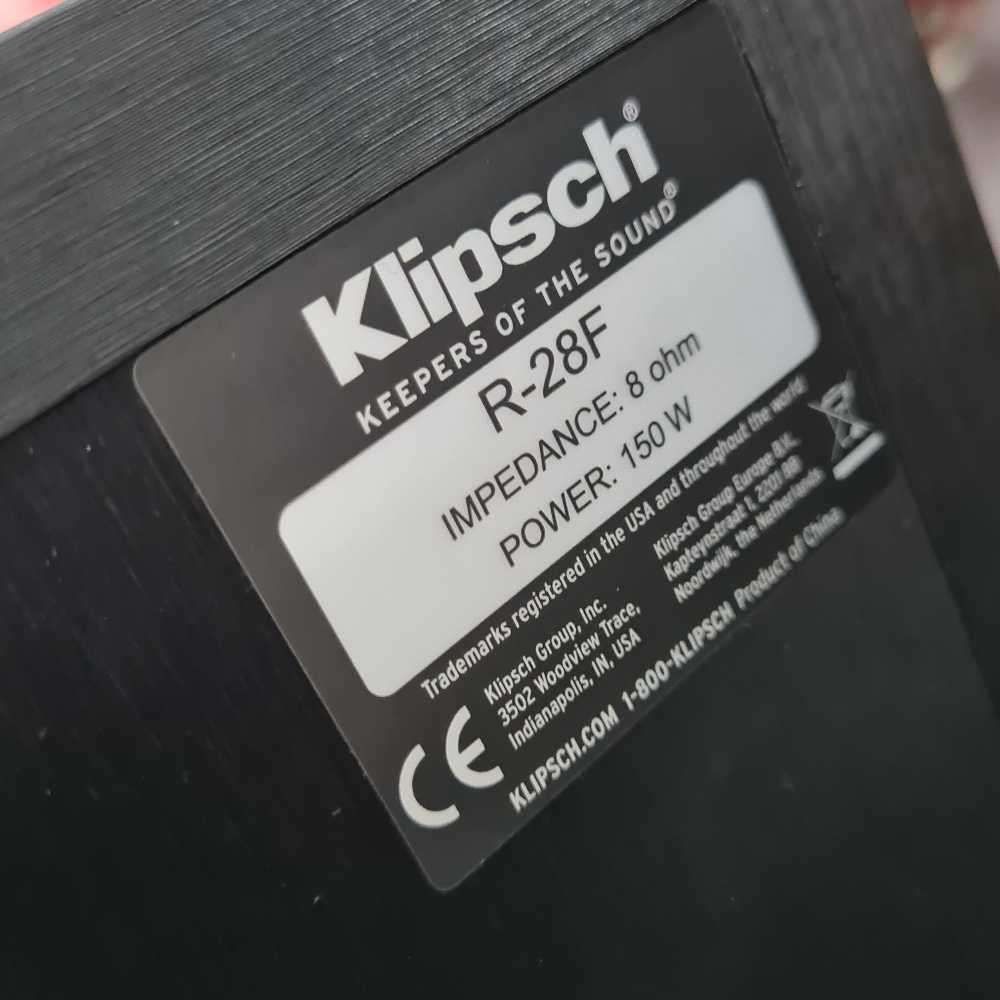 Klipsch®
KEEPERS OF THE SOUND®
R-28F
IMPEDANCE: 8 ohm
POWER: 150 W
Trademarks registered in the USA and throughout the world
Klipsch Group, Inc.
3502 Woodview Trace,
Indianapolis, IN, USA
Klipsch Group Europe B.V.
Kapteynstraat 1, 2201 BB
Noordwijk, the Netherlands
CE
KLIPSCH.COM 1-800-KLIPSCH Product of China